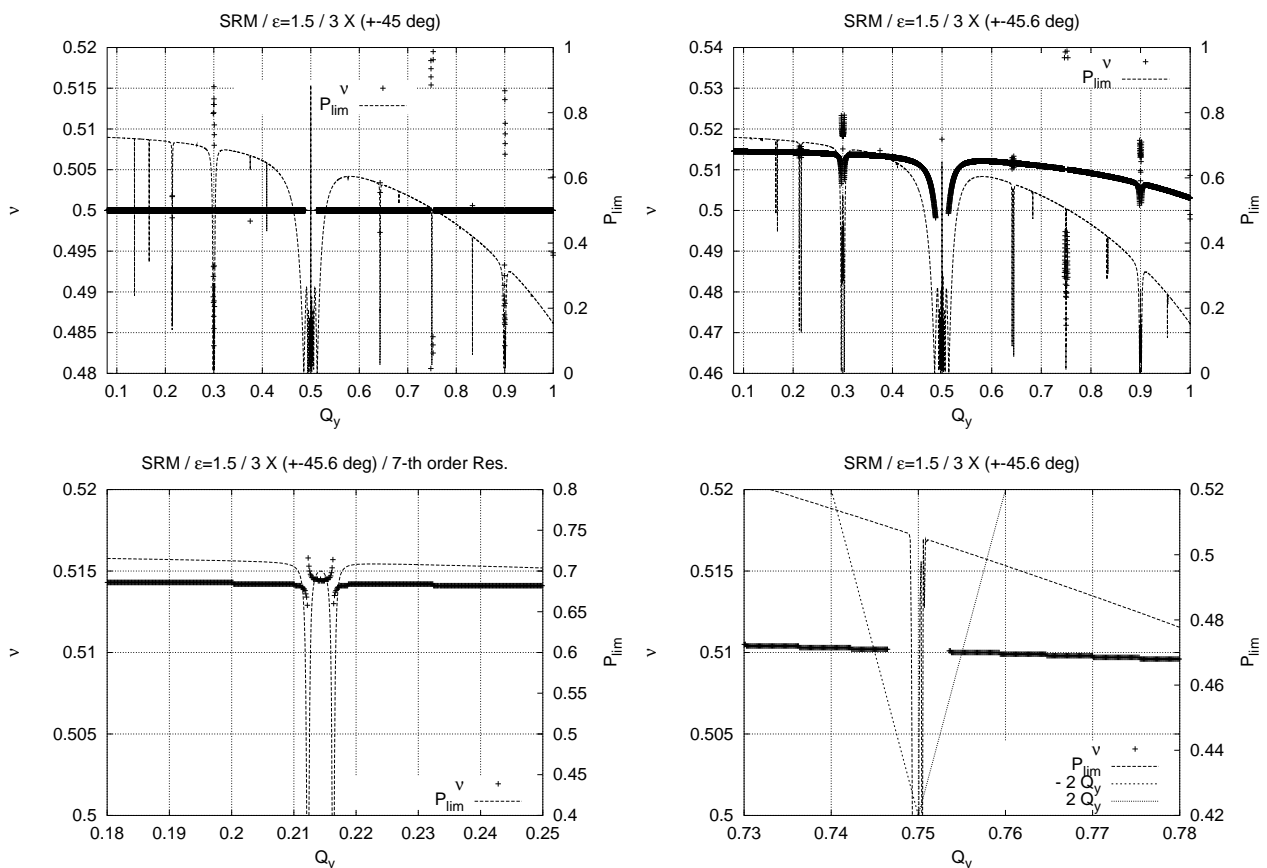 SRM / ε=1.5 / 3 X (+-45 deg)
0.52
0.515
0.51
0.505
0.5
0.495
0.49
0.485
0.48
0.1 0.2 0.3 0.4 0.5 0.6 0.7 0.8 0.9 1
1
0.8
0.6
0.4
0.2
0
ν
P_lim
Q_y
ν
P_lim
SRM / ε=1.5 / 3 X (+-45.6 deg)
0.54
0.53
0.52
0.51
0.5
0.49
0.48
0.47
0.46
0.1 0.2 0.3 0.4 0.5 0.6 0.7 0.8 0.9 1
1
0.8
0.6
0.4
0.2
0
ν
P_lim
Q_y
ν
P_lim
SRM / ε=1.5 / 3 X (+-45.6 deg) / 7-th order Res.
0.52
0.515
0.51
0.505
0.5
0.18 0.19 0.2 0.21 0.22 0.23 0.24 0.25
0.8
0.75
0.7
0.65
0.6
0.55
0.5
0.45
0.4
ν
P_lim
Q_y
ν
P_lim
SRM / ε=1.5 / 3 X (+-45.6 deg)
0.52
0.515
0.51
0.505
0.5
0.73 0.74 0.75 0.76 0.77 0.78
0.52
0.5
0.48
0.46
0.44
0.42
ν
P_lim
- 2 Q_y
2 Q_y
ν
P_lim
Q_y